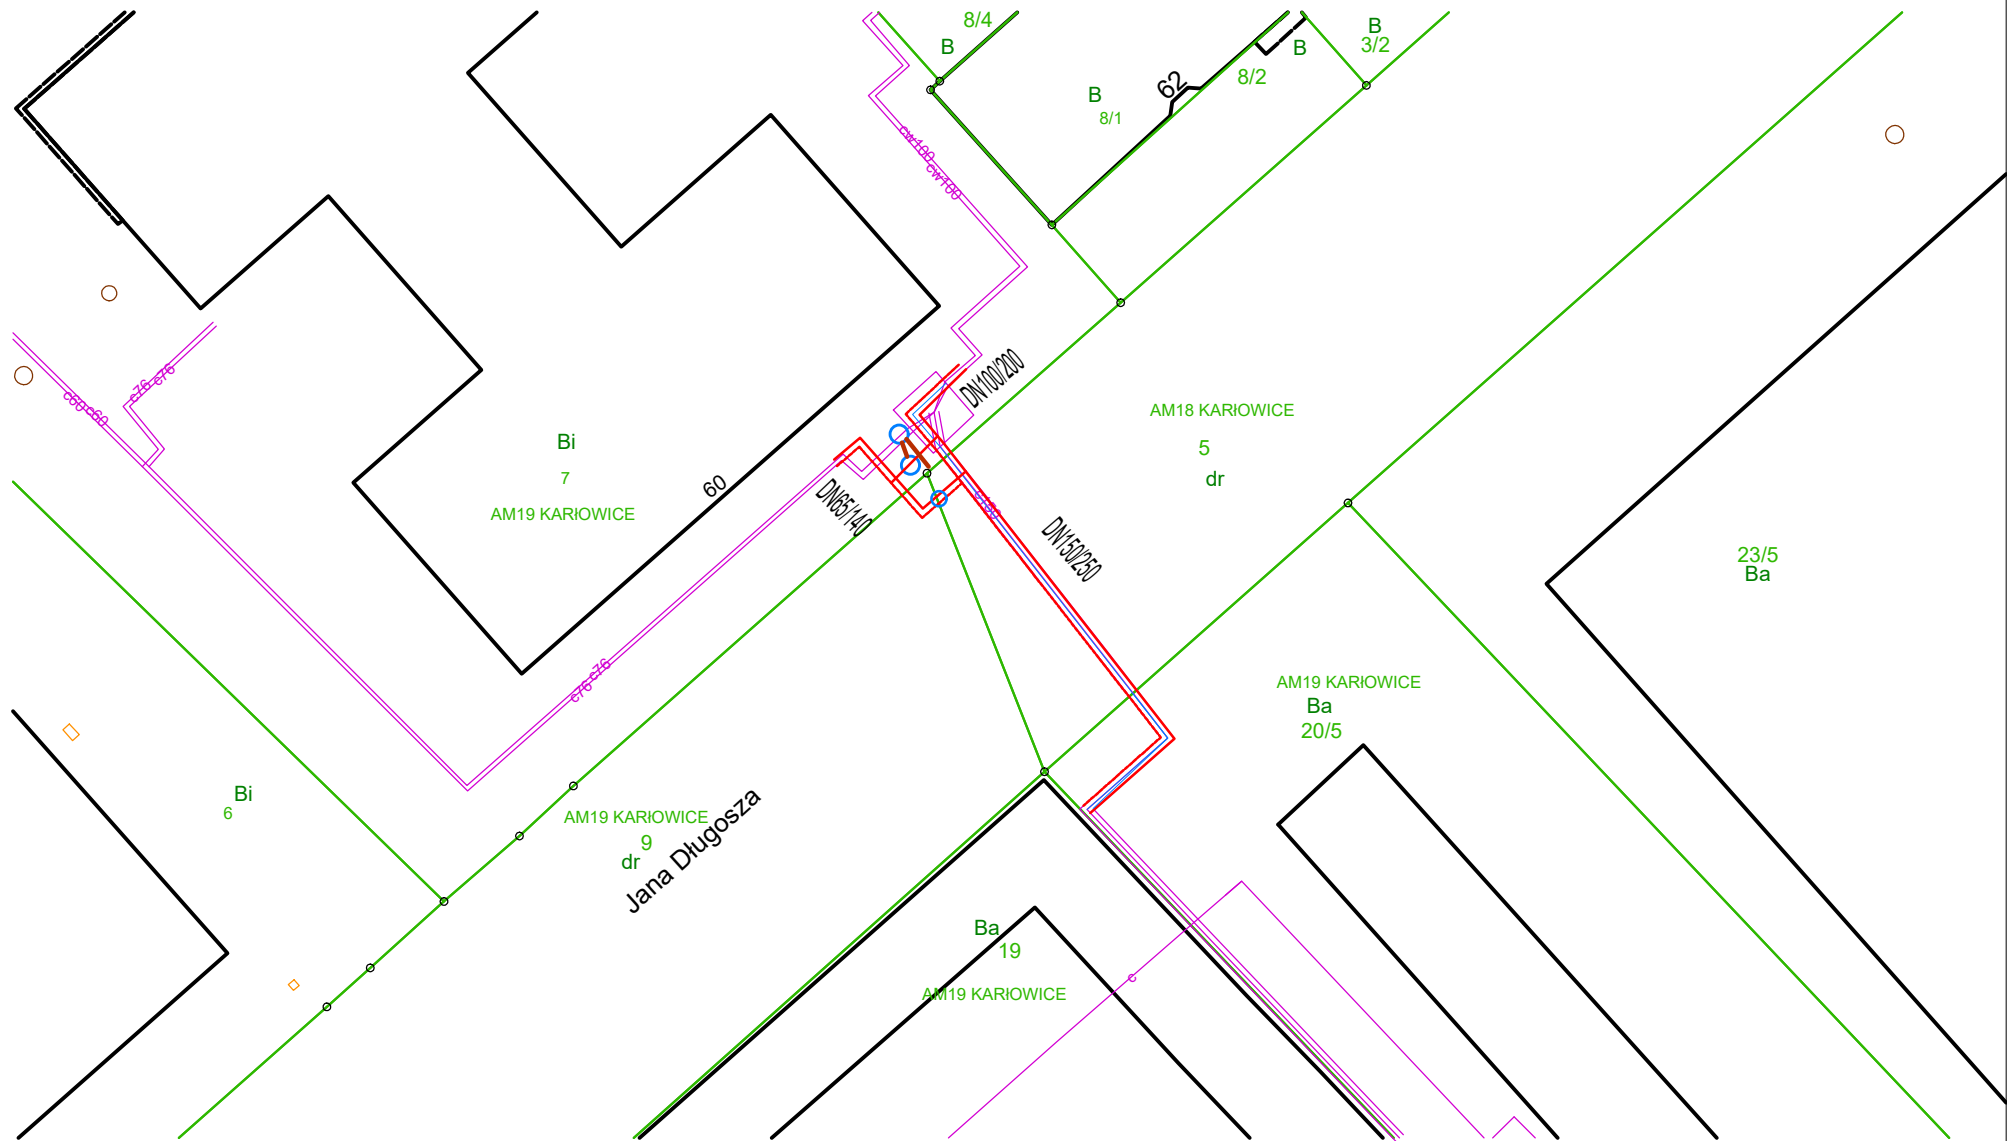 8/4
B
B
3/2
B
8/2
62
B
8/1
cw100
cw100
DN100/200
c76 c76
c60 c60
AM18 KARŁOWICE
5
dr
Bi
7
AM19 KARŁOWICE
60
DN65/140
DN150/250
23/5
Ba
c76 c76
AM19 KARŁOWICE
Ba
20/5
Bi
6
AM19 KARŁOWICE
9
dr
Jana Długosza
Ba
19
AM19 KARŁOWICE
c